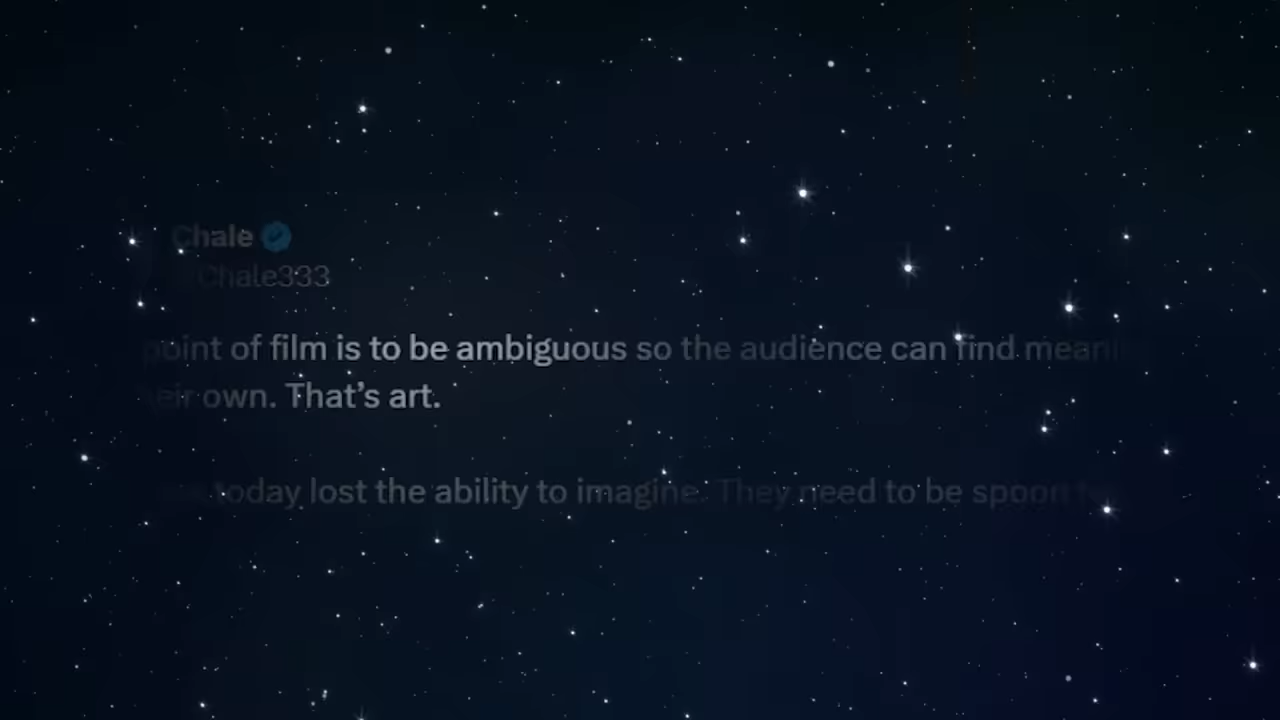 Chale
@Chale333
point of film is to be ambiguous so the audience can find
own. That’s art.
today lost the ability to imagine. They need to be spoon